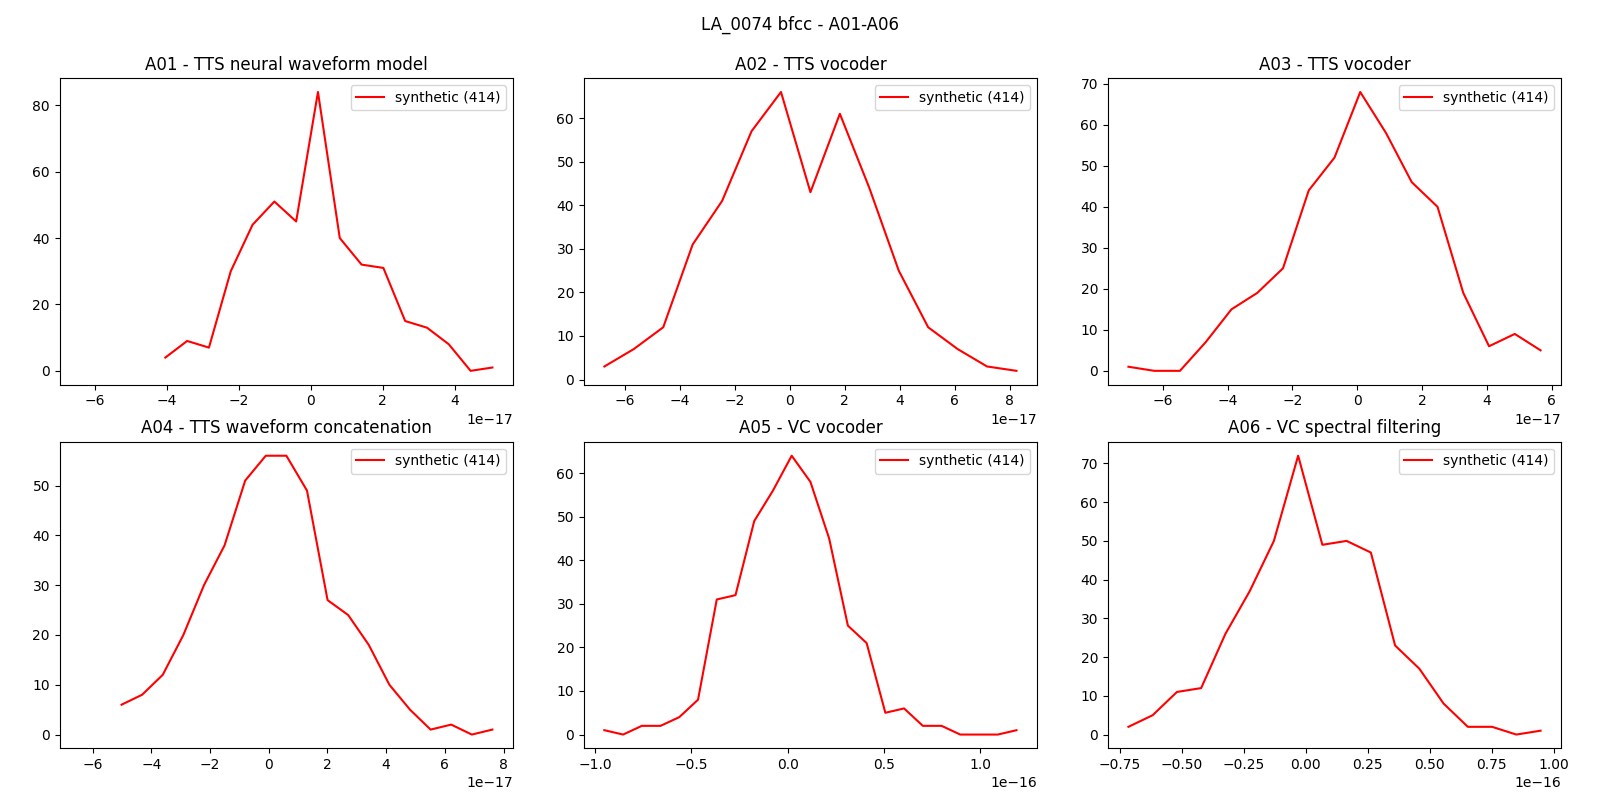 LA_0074 bfcc - A01-A06
A01 - TTS neural waveform model
synthetic (414)
80
60
40
20
0
−6 −4 −2 0 2 4
1e−17
A02 - TTS vocoder
synthetic (414)
60
50
40
30
20
10
0
−6 −4 −2 0 2 4 6 8
1e−17
A03 - TTS vocoder
synthetic (414)
70
60
50
40
30
20
10
0
−6 −4 −2 0 2 4 6
1e−17
A04 - TTS waveform concatenation
synthetic (414)
50
40
30
20
10
0
−6 −4 −2 0 2 4 6 8
1e−17
A05 - VC vocoder
synthetic (414)
60
50
40
30
20
10
0
−1.0 −0.5 0.0 0.5 1.0
1e−16
A06 - VC spectral filtering
synthetic (414)
70
60
50
40
30
20
10
0
−0.75 −0.50 −0.25 0.00 0.25 0.50 0.75 1.00
1e−16